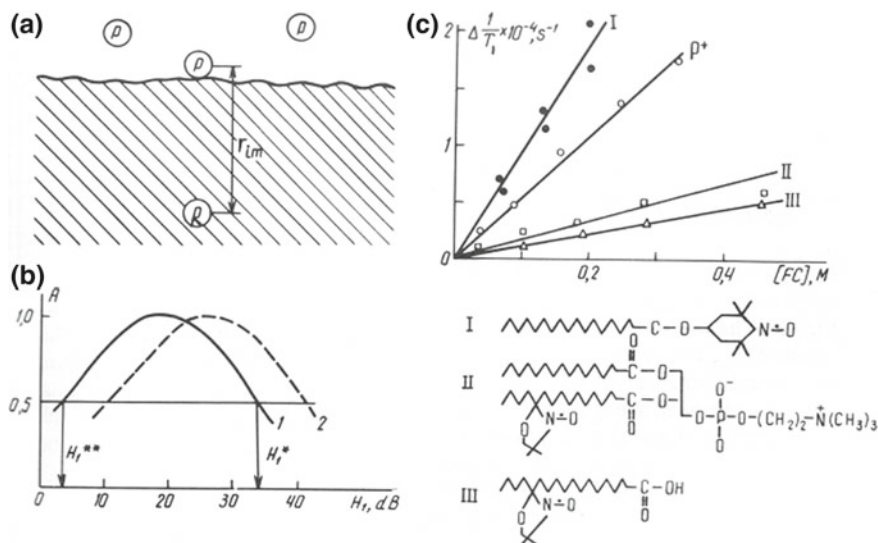 (a)
P
P
P
r_im
R
(b)
A
1,0
0,5
H₁**
H₁*
1
2
0
10
20
30
40
H₁, dB
(c)
2
Δ 1/T₁ ×10⁻⁴, s⁻¹
I
P⁺
1
II
III
0
0,2
0,4
[FC], M
I
C–O
N∸O
O
O
II
C–O
C–O
O
O⁻
N∸O
O
O–P–O–(CH₂)₂–N⁺(CH₃)₃
O
III
C–OH
N∸O
O
O